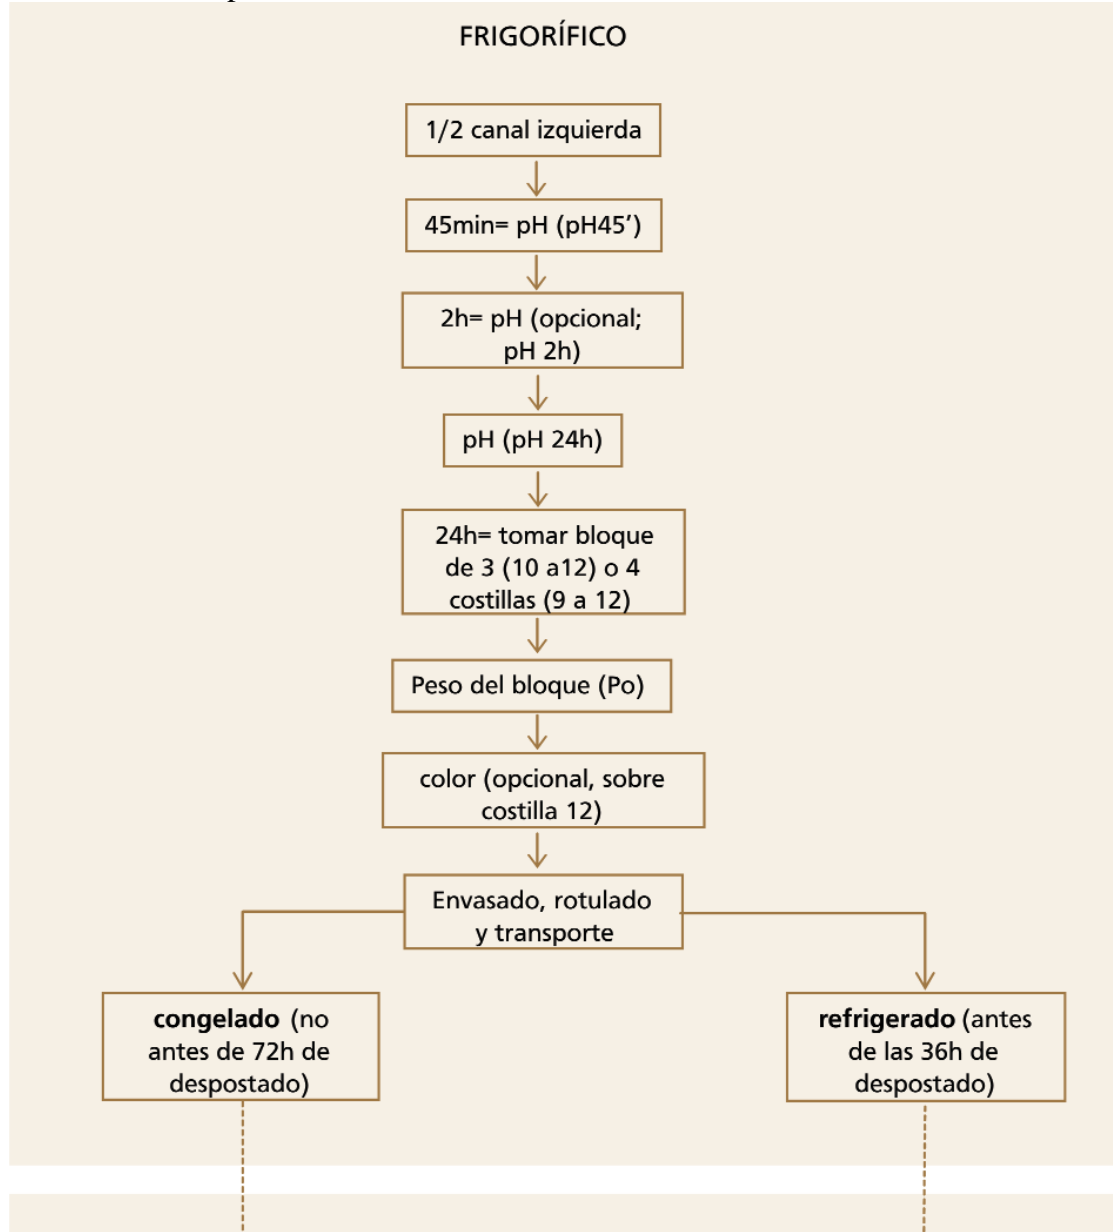 FRIGORÍFICO
1/2 canal izquierda
45min= pH (pH45’)
2h= pH (opcional;
pH 2h)
pH (pH 24h)
24h= tomar bloque
de 3 (10 a12) o 4
costillas (9 a 12)
Peso del bloque (Po)
color (opcional, sobre
costilla 12)
Envasado, rotulado
y transporte
congelado (no
antes de 72h de
despostado)
refrigerado (antes
de las 36h de
despostado)